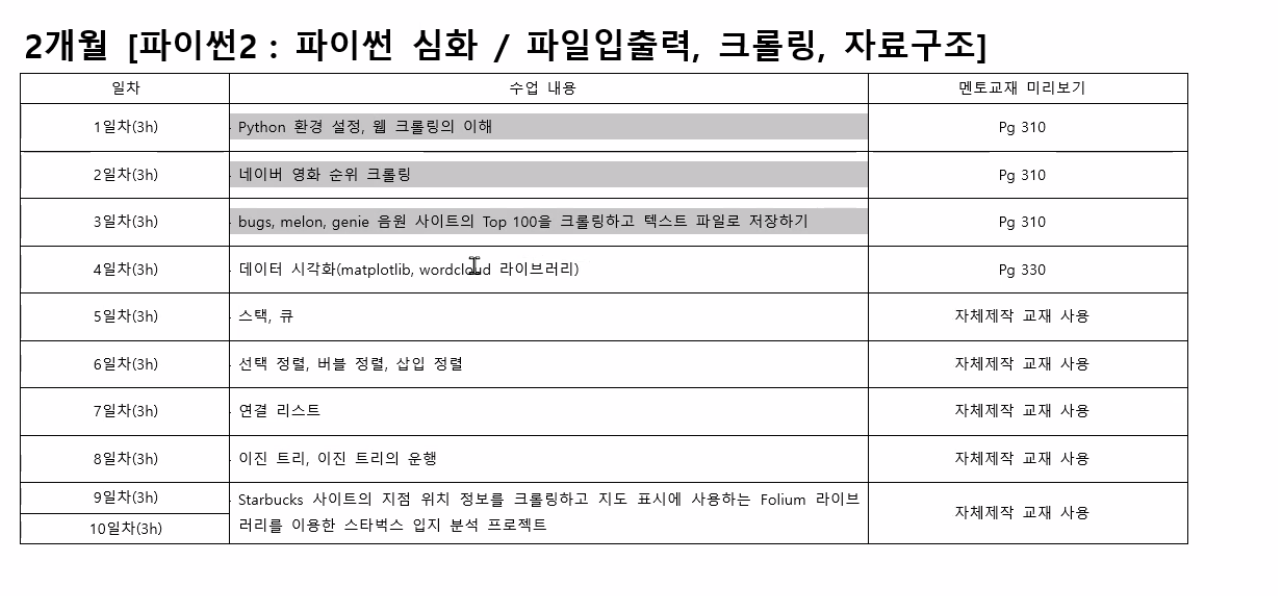 2개월 [파이썬2 : 파이썬 심화 / 파일입출력, 크롤링, 자료구조]
일차 수업 내용 멘토교재 미리보기
1일차(3h) Python 환경 설정, 웹 크롤링의 이해 Pg 310
2일차(3h) 네이버 영화 순위 크롤링 Pg 310
3일차(3h) bugs, melon, genie 음원 사이트의 Top 100을 크롤링하고 텍스트 파일로 저장하기 Pg 310
4일차(3h) 데이터 시각화(matplotlib, wordcloud 라이브러리) Pg 330
5일차(3h) 스택, 큐 자체제작 교재 사용
6일차(3h) 선택 정렬, 버블 정렬, 삽입 정렬 자체제작 교재 사용
7일차(3h) 연결 리스트 자체제작 교재 사용
8일차(3h) 이진 트리, 이진 트리의 운행 자체제작 교재 사용
9일차(3h) Starbucks 사이트의 지점 위치 정보를 크롤링하고 지도 표시에 사용하는 Folium 라이브
10일차(3h) 러리를 이용한 스타벅스 입지 분석 프로젝트 자체제작 교재 사용